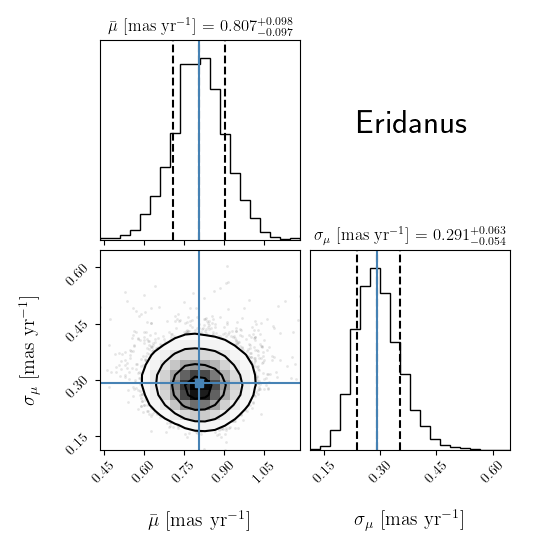 μ̄ [mas yr⁻¹] = 0.807⁺⁰·⁰⁹⁸₋₀.₀₉₇
Eridanus
σ_μ [mas yr⁻¹] = 0.291⁺⁰·⁰⁶³₋₀.₀₅₄
σ_μ [mas yr⁻¹]
0.60
0.45
0.30
0.15
0.45 0.60 0.75 0.90 1.05
0.15 0.30 0.45 0.60
μ̄ [mas yr⁻¹]
σ_μ [mas yr⁻¹]